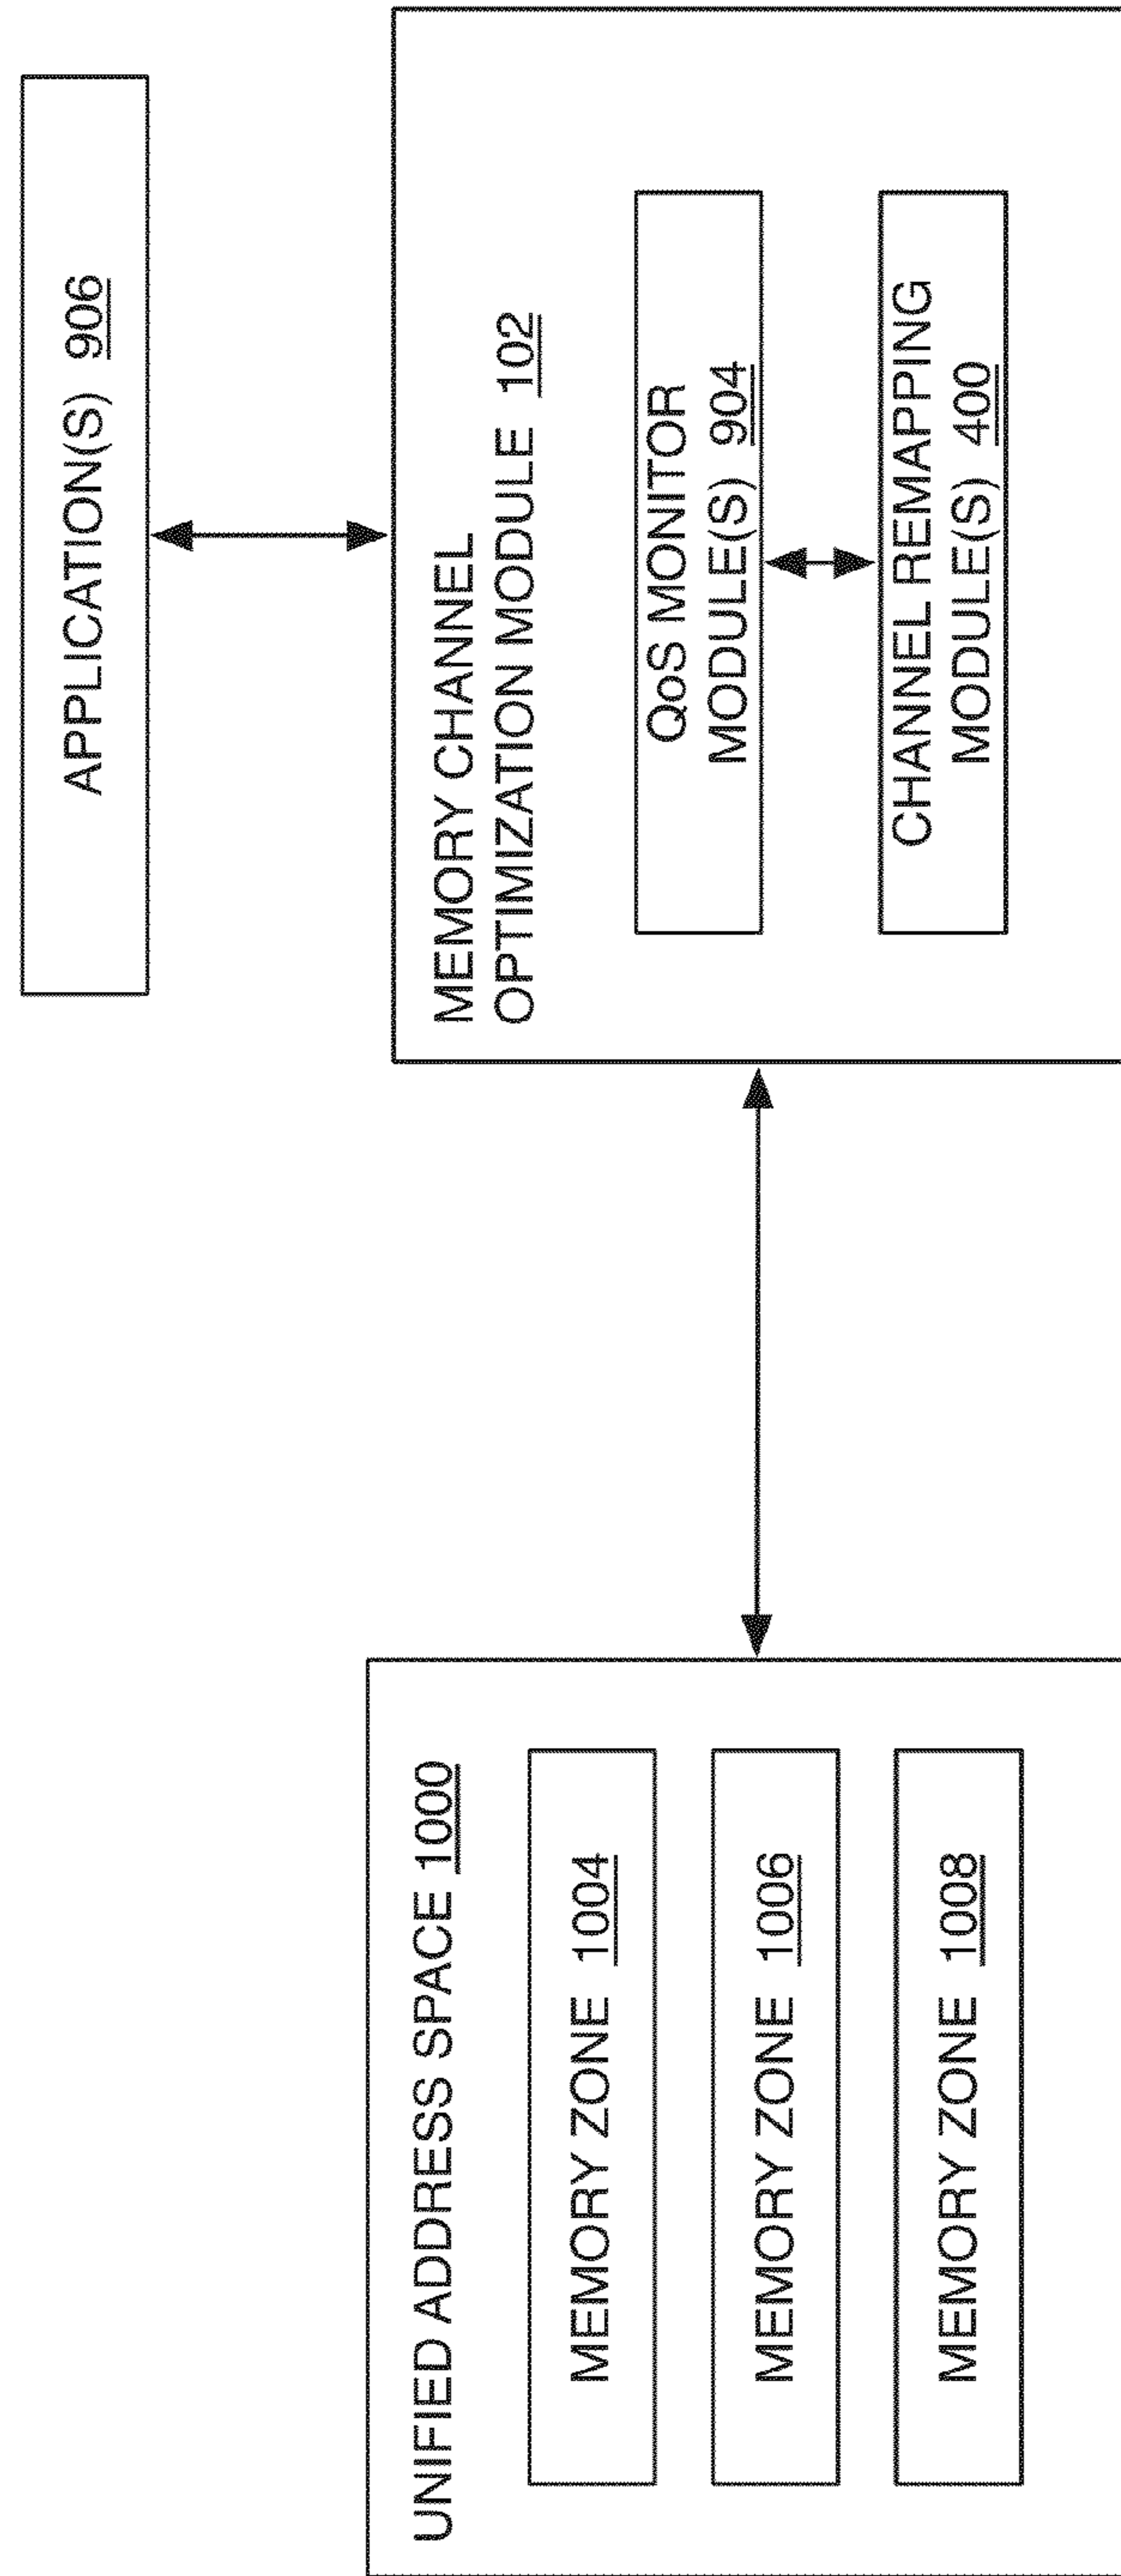 APPLICATION(S) 906
UNIFIED ADDRESS SPACE 1000
MEMORY ZONE 1004
MEMORY ZONE 1006
MEMORY ZONE 1008
MEMORY CHANNEL
OPTIMIZATION MODULE 102
QoS MONITOR
MODULE(S) 904
CHANNEL REMAPPING
MODULE(S) 400